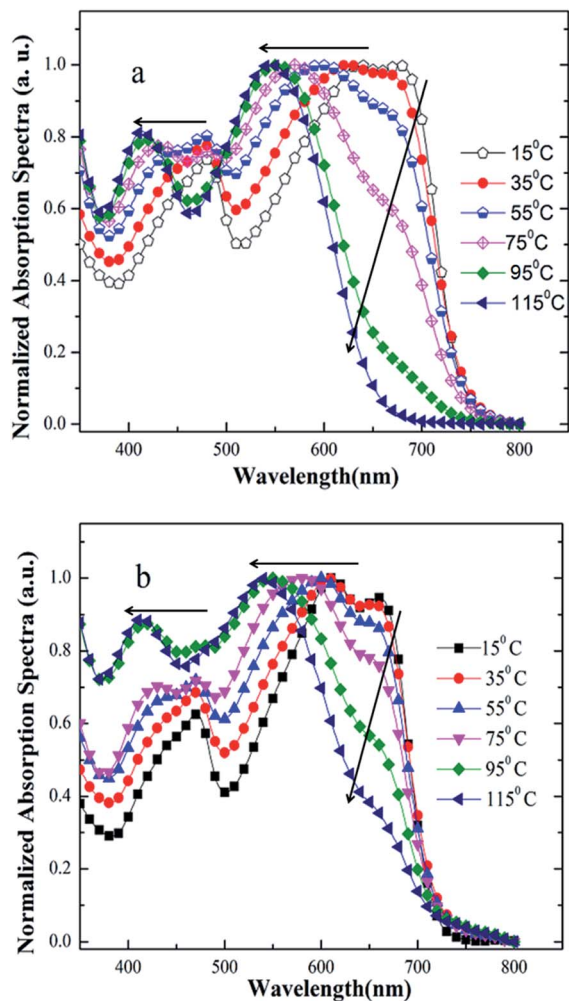 Normalized Absorption Spectra (a. u.)
a
1.0
0.8
0.6
0.4
0.2
0.0
15⁰C
35⁰C
55⁰C
75⁰C
95⁰C
115⁰C
400 500 600 700 800
Wavelength(nm)
Normalized Absorption Spectra (a.u.)
b
1.0
0.8
0.6
0.4
0.2
0.0
15⁰ C
35⁰ C
55⁰ C
75⁰ C
95⁰ C
115⁰ C
400 500 600 700 800
Wavelength(nm)